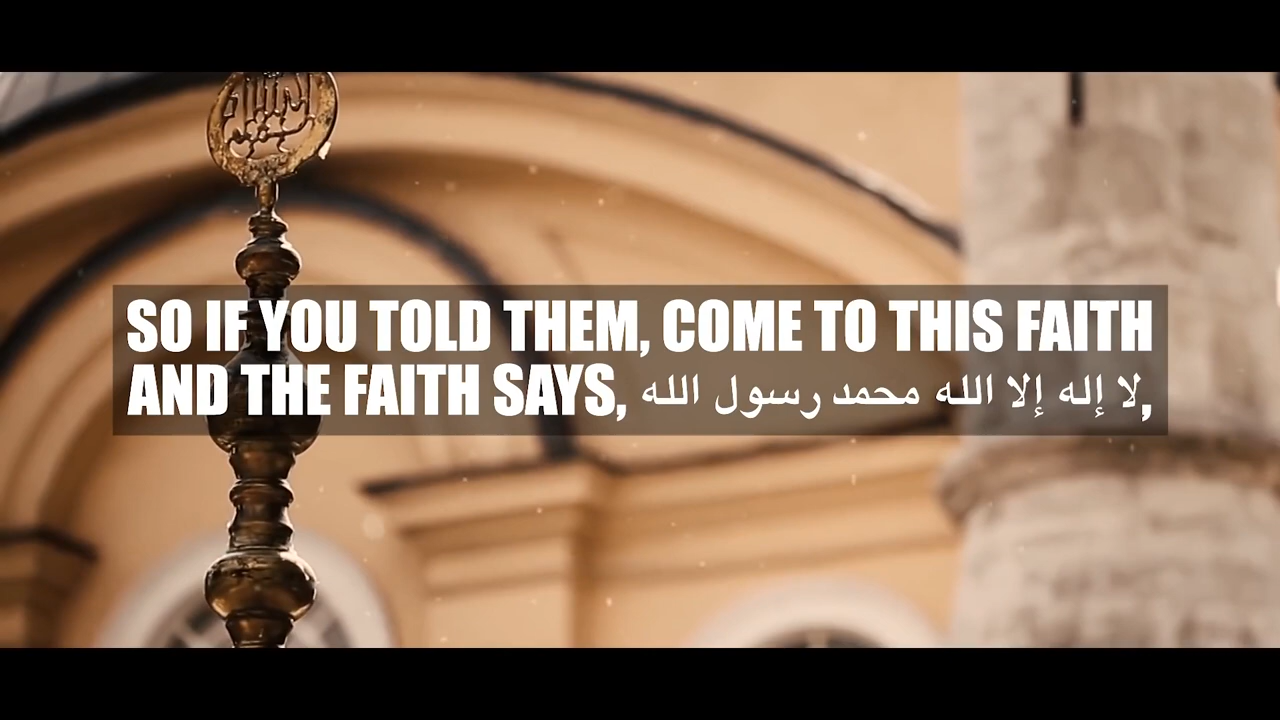 SO IF YOU TOLD THEM, COME TO THIS FAITH
AND THE FAITH SAYS, لا إله إلا الله محمد رسول الله,